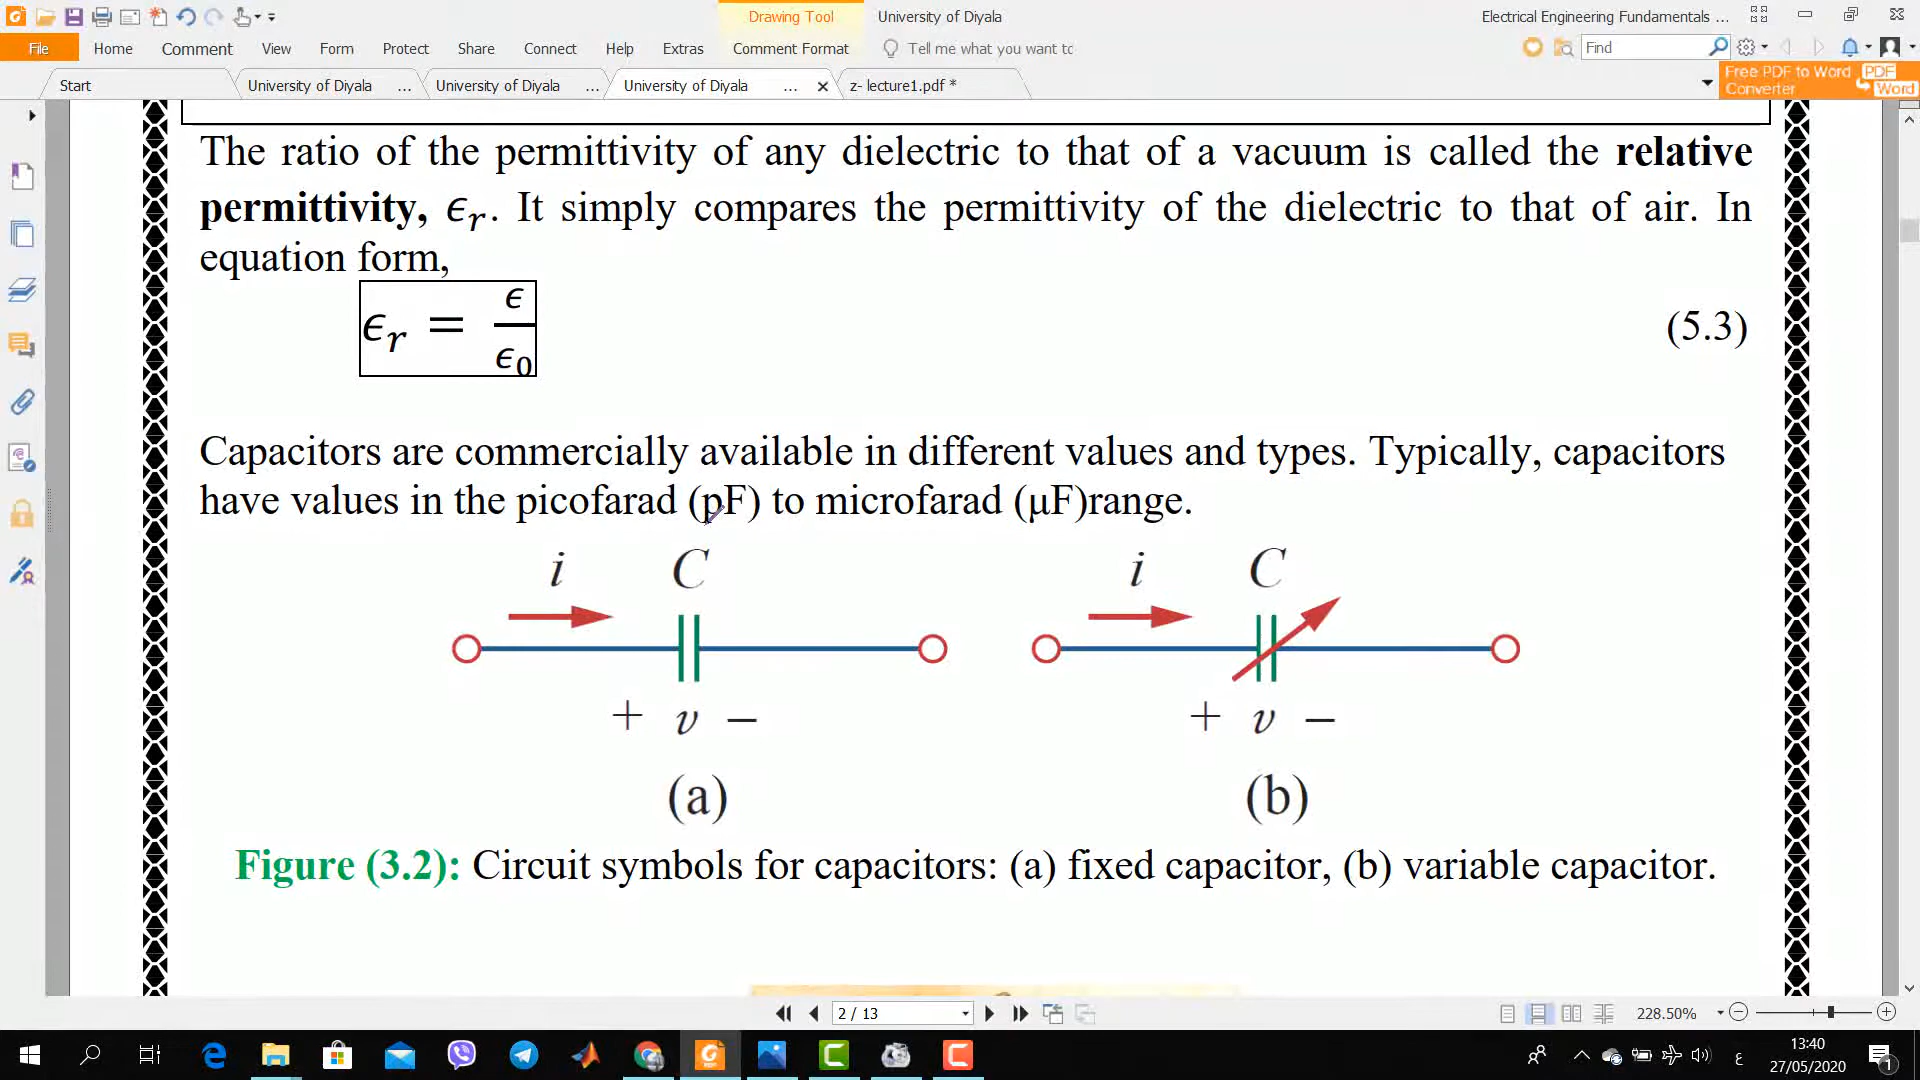 Drawing Tool
University of Diyala
Electrical Engineering Fundamentals ...
File Home Comment View Form Protect Share Connect Help Extras Comment Format Tell me what you want tc Find
Start University of Diyala ... University of Diyala ... University of Diyala ... z- lecture1.pdf *
Free PDF to Word Converter PDF Word
The ratio of the permittivity of any dielectric to that of a vacuum is called the relative
permittivity, ϵr. It simply compares the permittivity of the dielectric to that of air. In
equation form,
ϵr = ϵ/ϵ0 (5.3)
Capacitors are commercially available in different values and types. Typically, capacitors
have values in the picofarad (pF) to microfarad (μF)range.
i C i C
+ v − + v −
(a) (b)
Figure (3.2): Circuit symbols for capacitors: (a) fixed capacitor, (b) variable capacitor.
2 / 13 228.50%
13:40
ع 27/05/2020 1